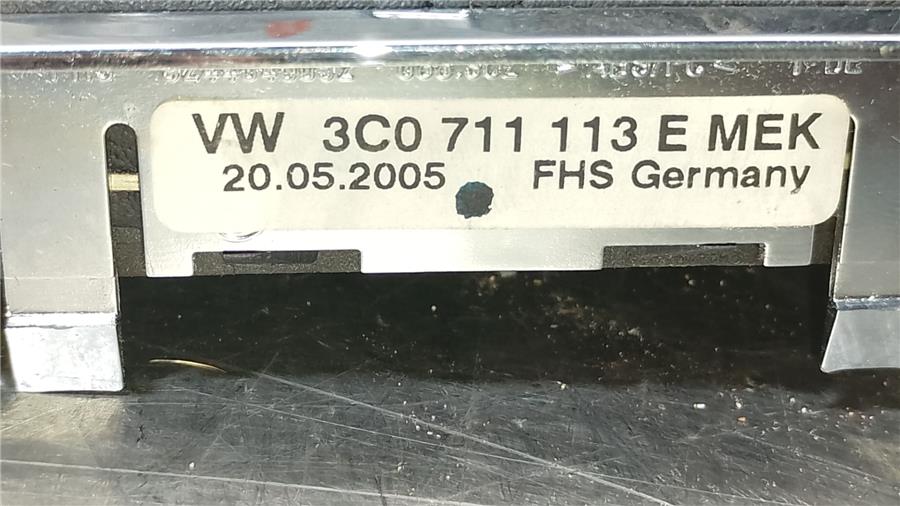 VW 3C0 711 113 E MEK
20.05.2005 FHS Germany